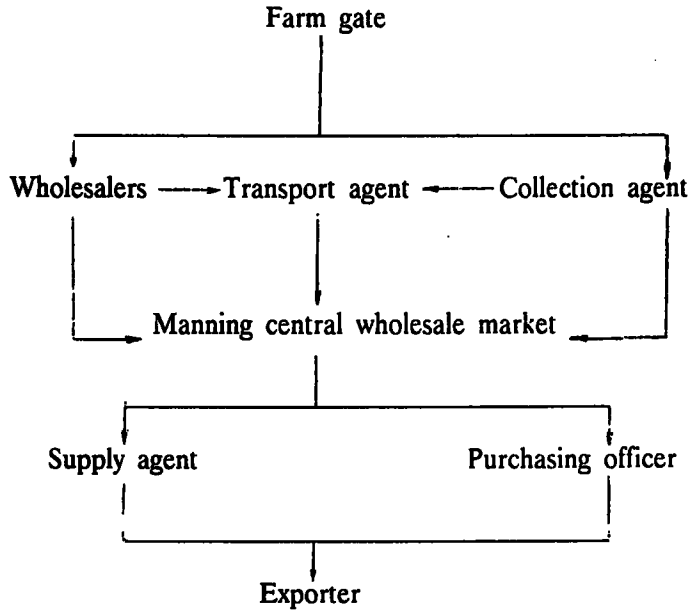 Farm gate
Wholesalers Transport agent Collection agent
Manning central wholesale market
Supply agent Purchasing officer
Exporter